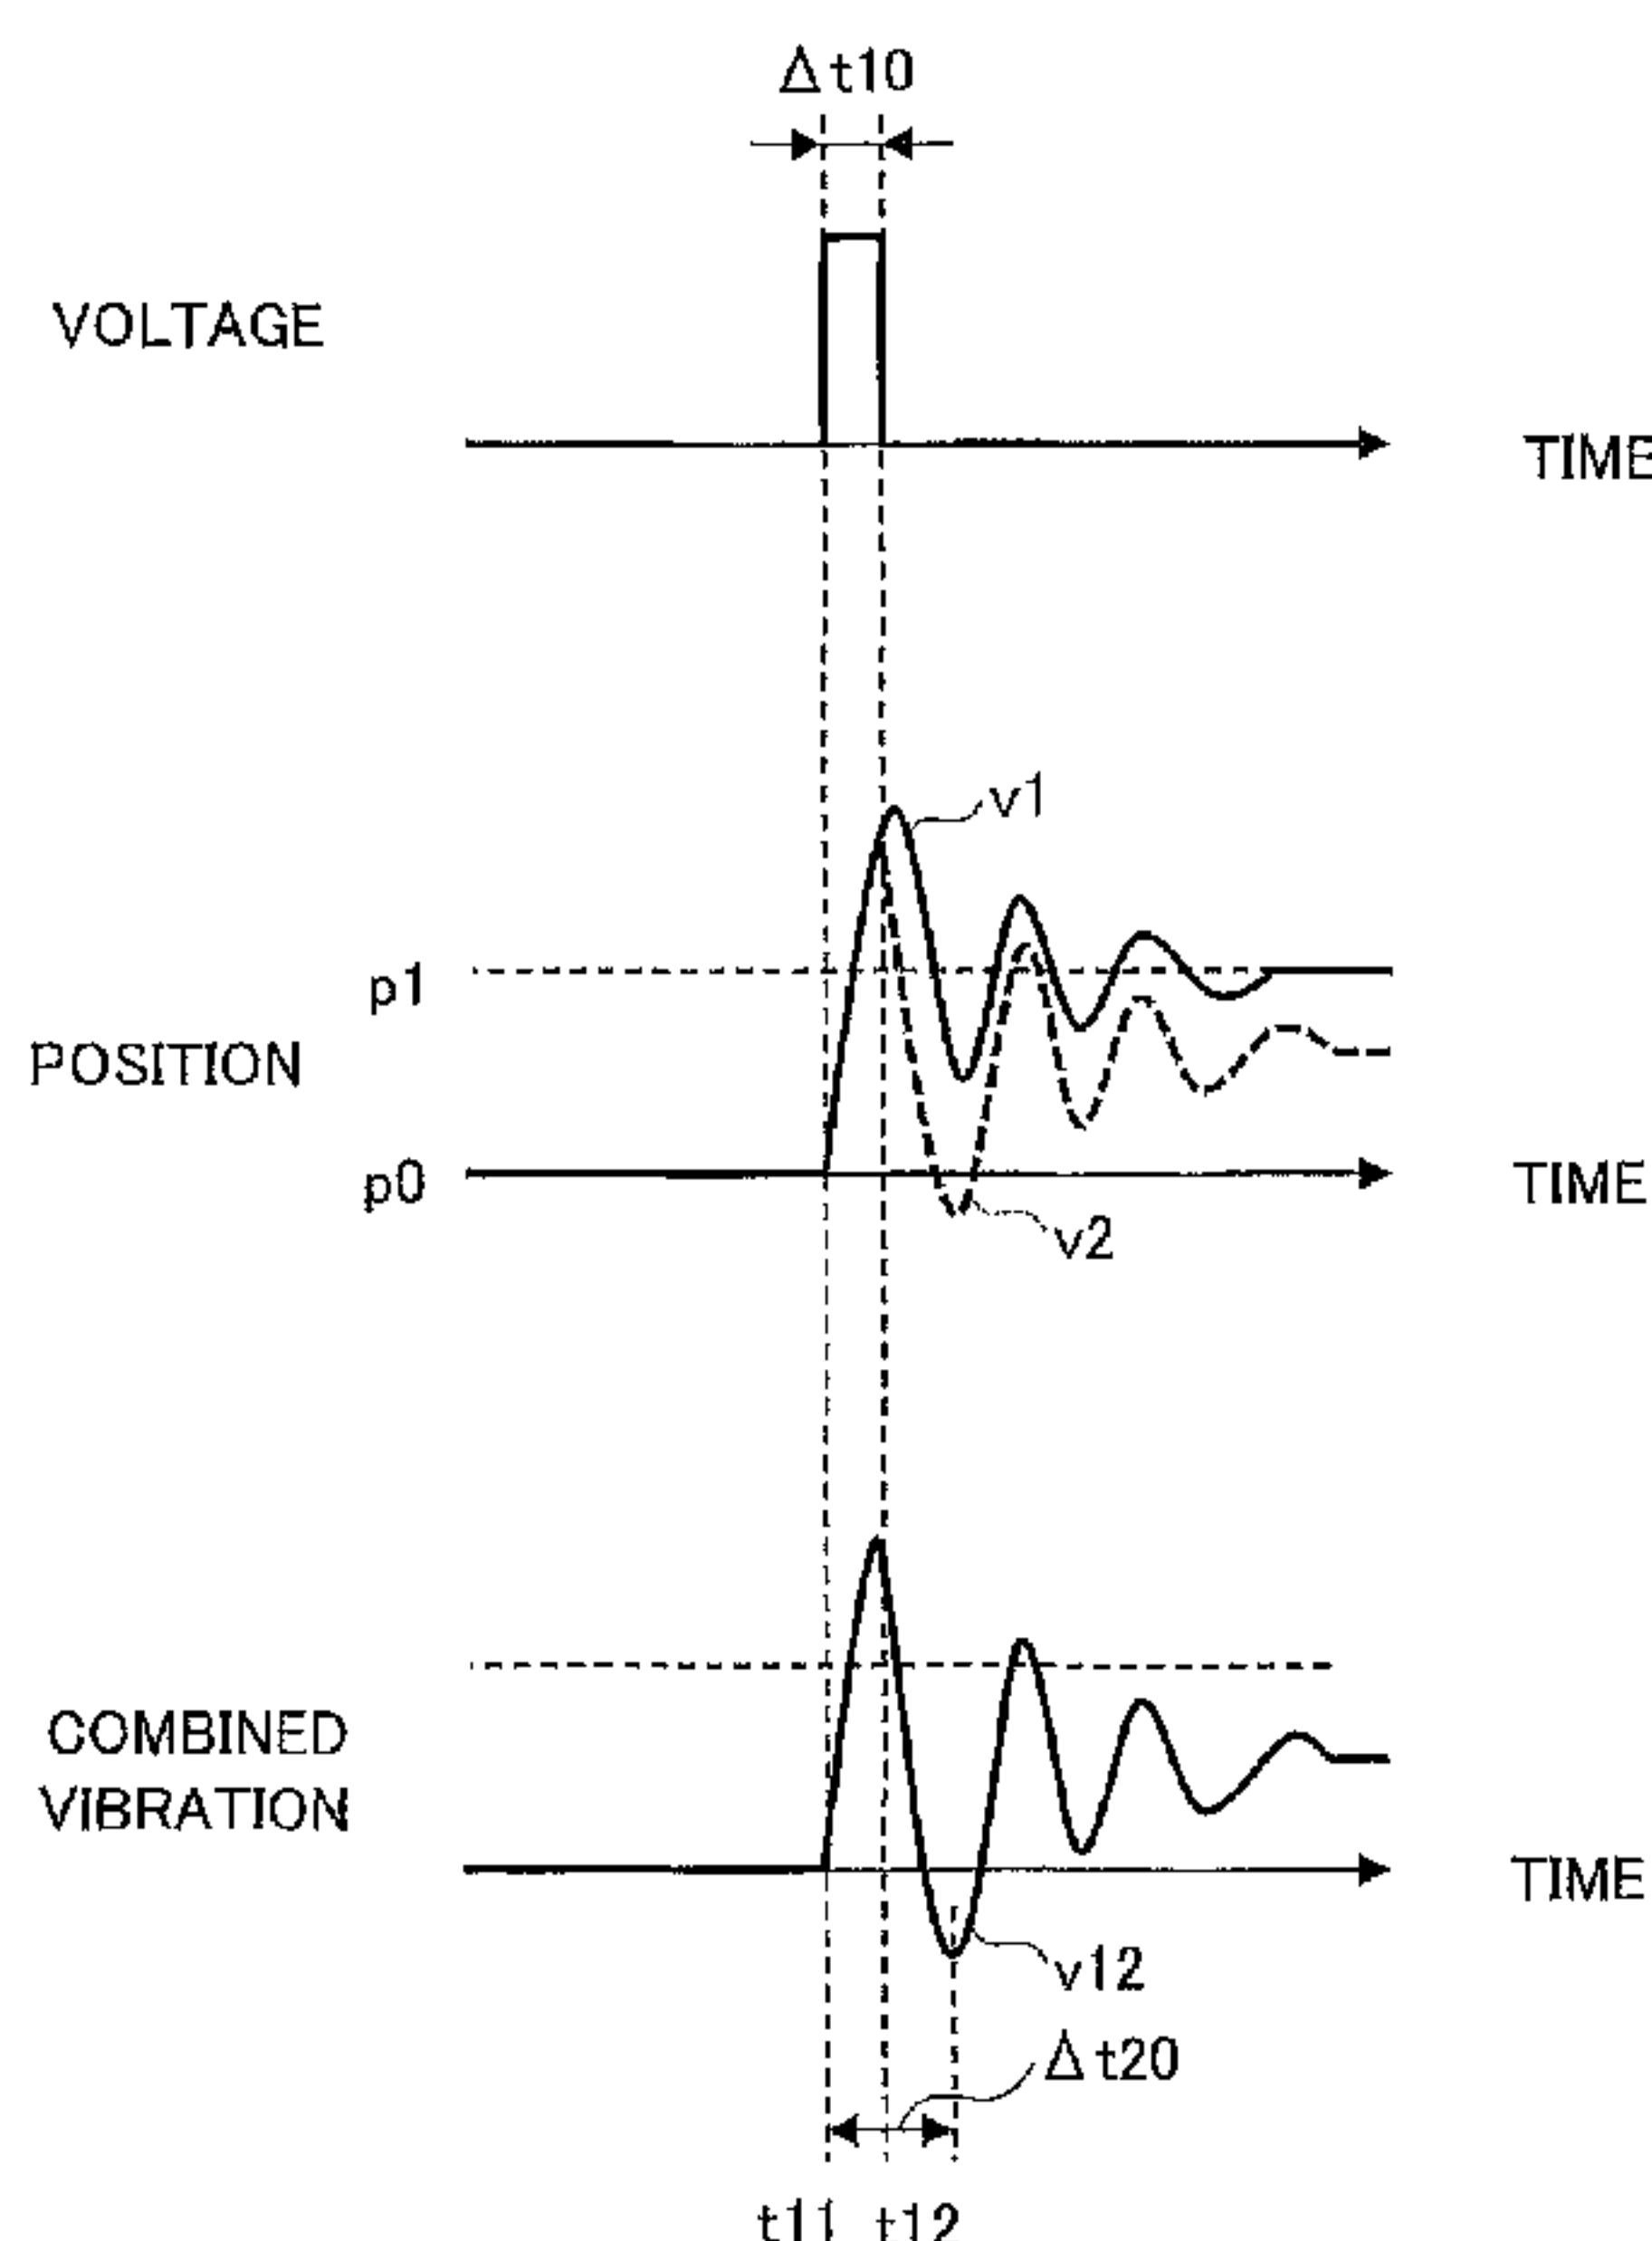 Δt10
VOLTAGE
TIME
v1
p1
POSITION
p0
TIME
v2
COMBINED
VIBRATION
TIME
v12
Δt20
t11 t12